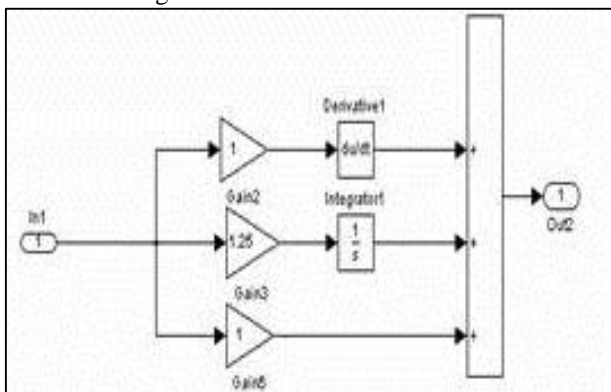 Derivative1
1
du/dt
+
Gain2
Integrator1
In1
1
1.25
1
s
+
1
Out2
Gain3
1
+
Gain5